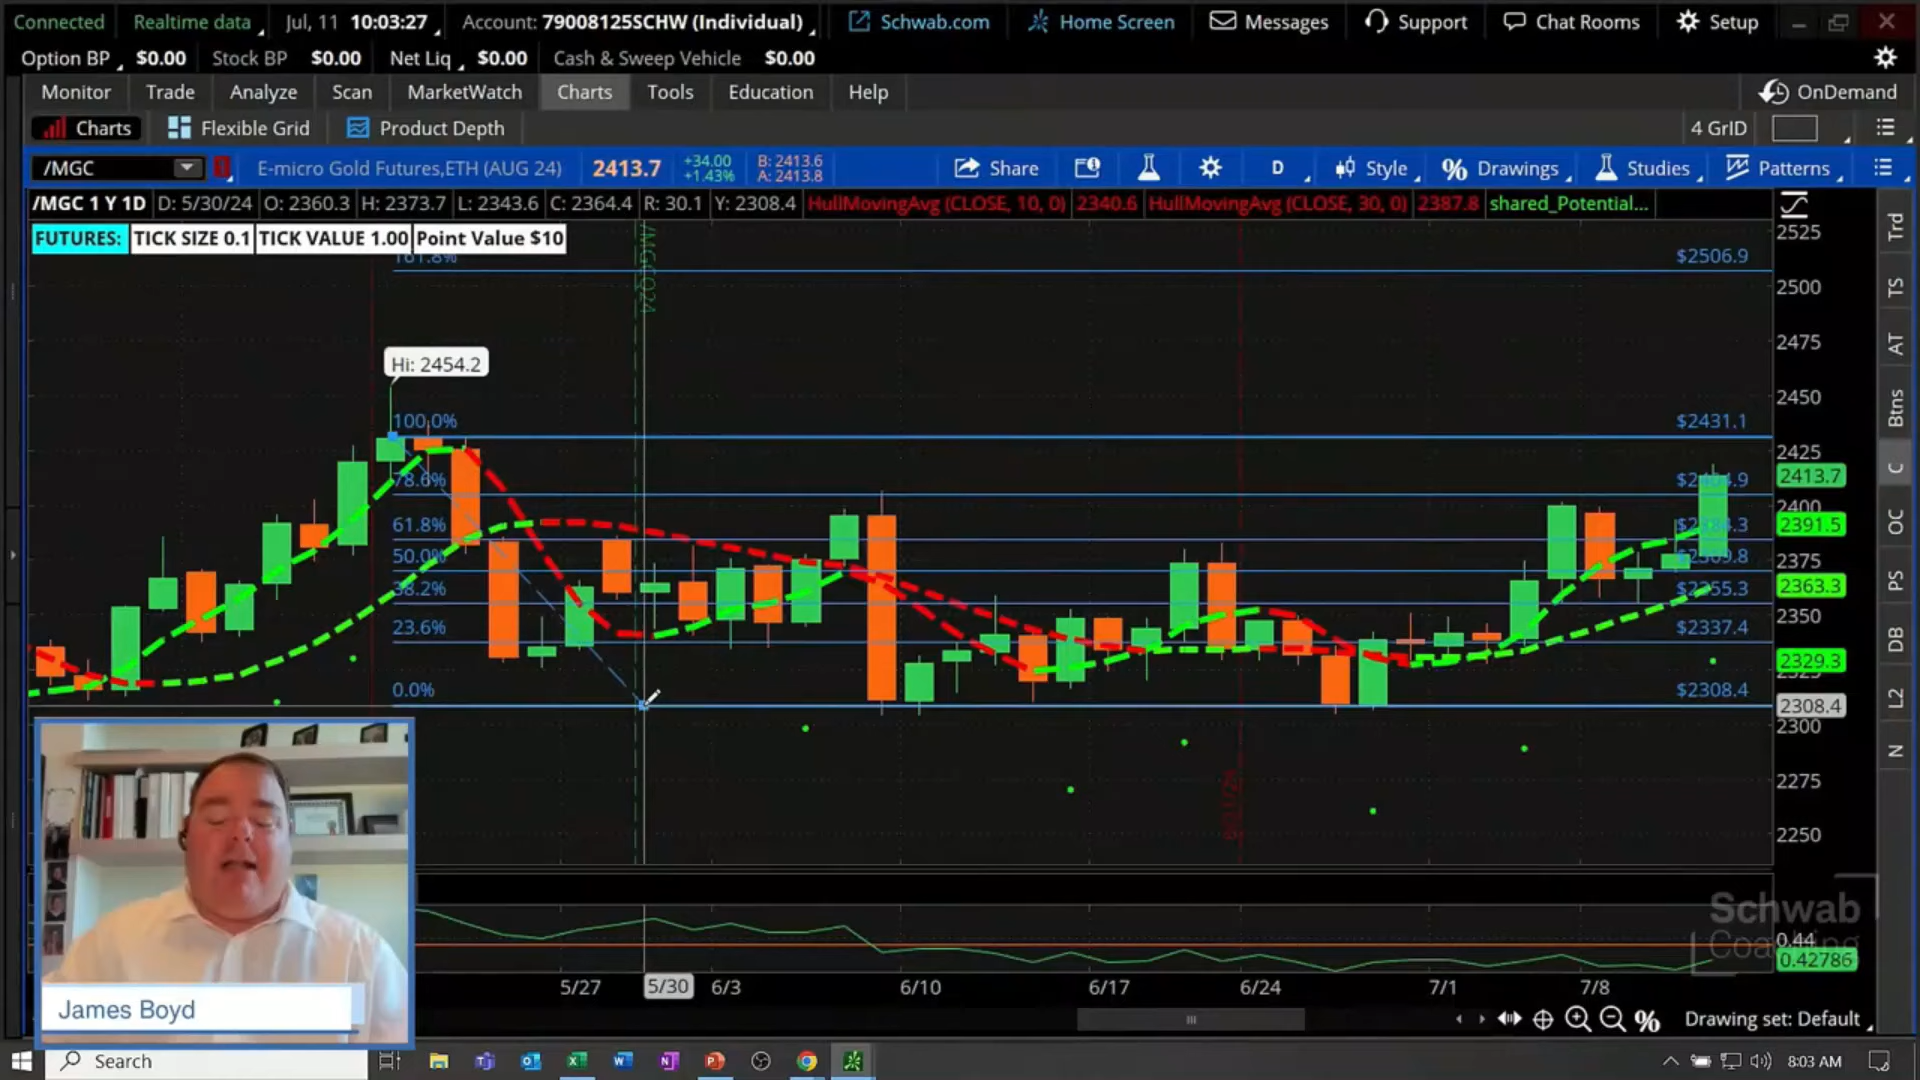 Connected Realtime data Jul, 11 10:03:27 Account: 79008125SCHW (Individual) Schwab.com Home Screen Messages Support Chat Rooms Setup
Option BP $0.00 Stock BP $0.00 Net Liq $0.00 Cash & Sweep Vehicle $0.00
Monitor Trade Analyze Scan MarketWatch Charts Tools Education Help OnDemand
Charts Flexible Grid Product Depth 4 GrID
/MGC E-micro Gold Futures,ETH (AUG 24) 2413.7 +34.00 B: 2413.6 Share D Style Drawings Studies Patterns
+1.43% A: 2413.8
/MGC 1 Y 1D D: 5/30/24 O: 2360.3 H: 2373.7 L: 2343.6 C: 2364.4 R: 30.1 Y: 2308.4 HullMovingAvg (CLOSE, 10, 0) 2340.6 HullMovingAvg (CLOSE, 30, 0) 2387.8 shared_Potential...
FUTURES: TICK SIZE 0.1 TICK VALUE 1.00 Point Value $10
2525
161.8% $2506.9
/MGCQ24
2500
2475
Hi: 2454.2
2450
100.0% $2431.1
2425
78.6% 2413.7
2400
61.8% 2391.5
50.0%
2375
38.2% 2363.3
2350
23.6% $2337.4
2329.3
0.0% $2308.4
2308.4
2300
2275
2250
Trd
TS
AT
Btns
C
OC
PS
DB
L2
N
Schwab
Coaching
0.44
0.42786
5/27 5/30 6/3 6/10 6/17 6/24 7/1 7/8
James Boyd
Drawing set: Default
Search 8:03 AM